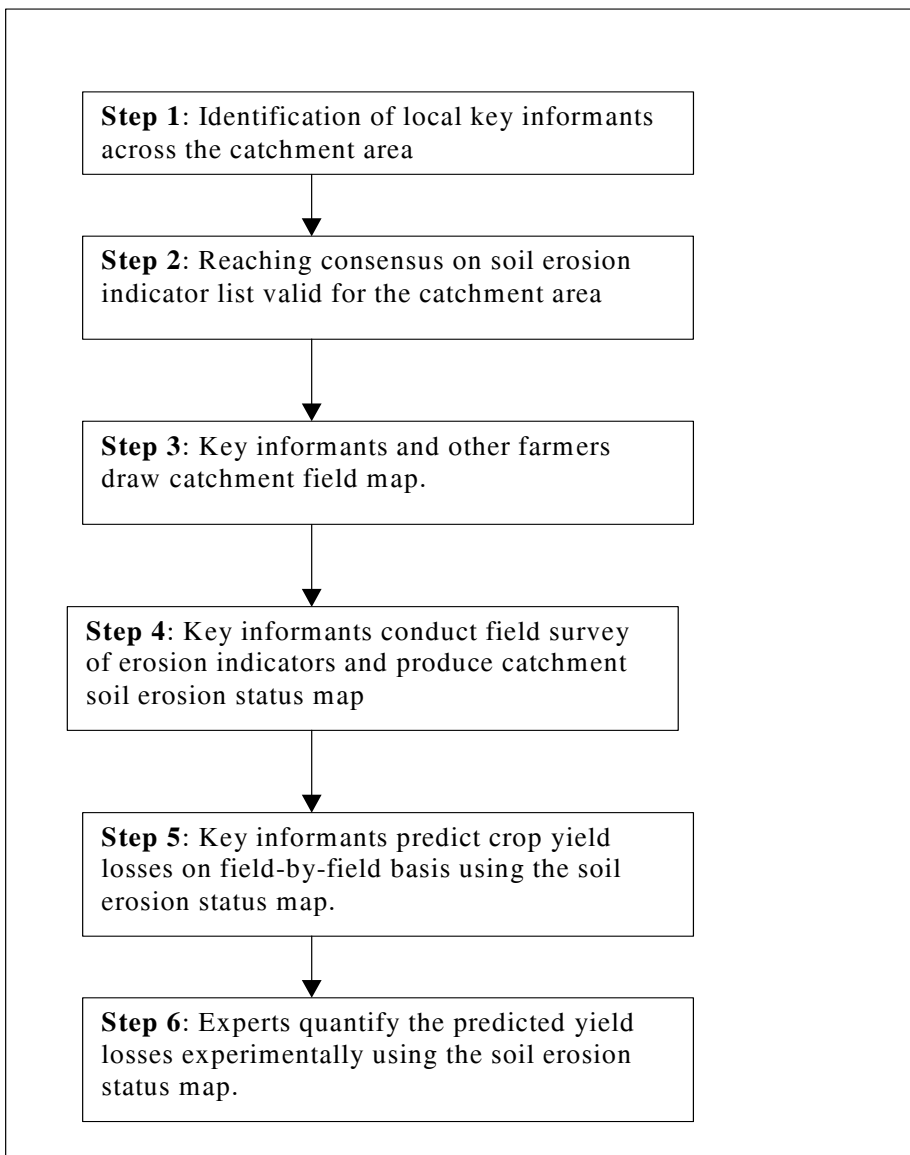 Step 1: Identification of local key informants
across the catchment area
Step 2: Reaching consensus on soil erosion
indicator list valid for the catchment area
Step 3: Key informants and other farmers
draw catchment field map.
Step 4: Key informants conduct field survey
of erosion indicators and produce catchment
soil erosion status map
Step 5: Key informants predict crop yield
losses on field-by-field basis using the soil
erosion status map.
Step 6: Experts quantify the predicted yield
losses experimentally using the soil erosion
status map.